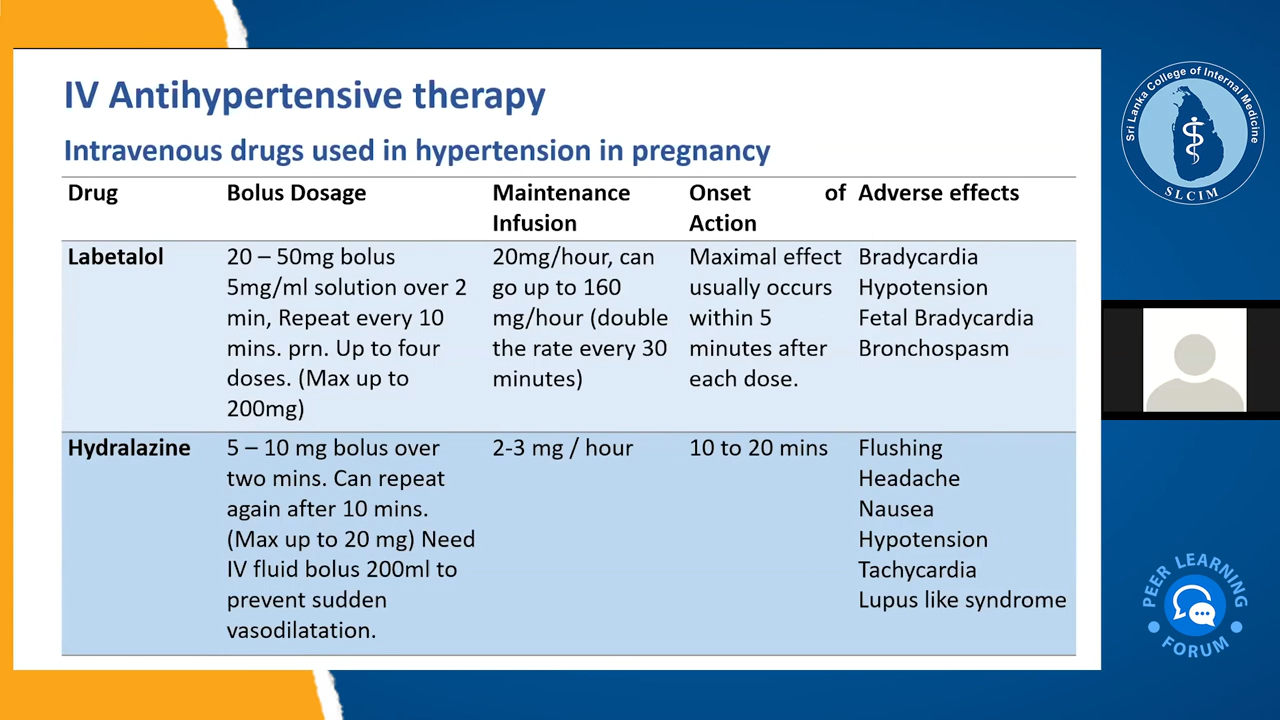 IV Antihypertensive therapy
Intravenous drugs used in hypertension in pregnancy
Drug
Bolus Dosage
Maintenance
Infusion
Onset of
Action
Adverse effects
Labetalol
20 – 50mg bolus
5mg/ml solution over 2
min, Repeat every 10
mins. prn. Up to four
doses. (Max up to
200mg)
20mg/hour, can
go up to 160
mg/hour (double
the rate every 30
minutes)
Maximal effect
usually occurs
within 5
minutes after
each dose.
Bradycardia
Hypotension
Fetal Bradycardia
Bronchospasm
Hydralazine
5 – 10 mg bolus over
two mins. Can repeat
again after 10 mins.
(Max up to 20 mg) Need
IV fluid bolus 200ml to
prevent sudden
vasodilatation.
2-3 mg / hour
10 to 20 mins
Flushing
Headache
Nausea
Hypotension
Tachycardia
Lupus like syndrome
Sri Lanka College of Internal Medicine
SLCIM
PEER LEARNING
FORUM